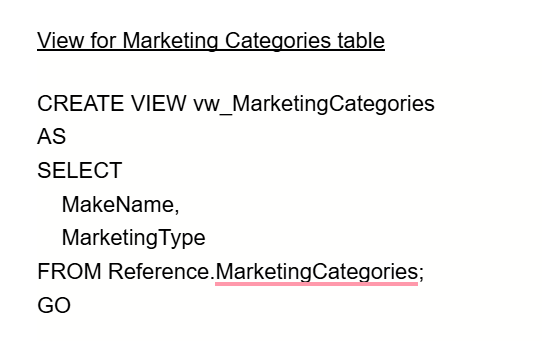 View for Marketing Categories table
CREATE VIEW vw_MarketingCategories
AS
SELECT
MakeName,
MarketingType
FROM Reference.MarketingCategories;
GO